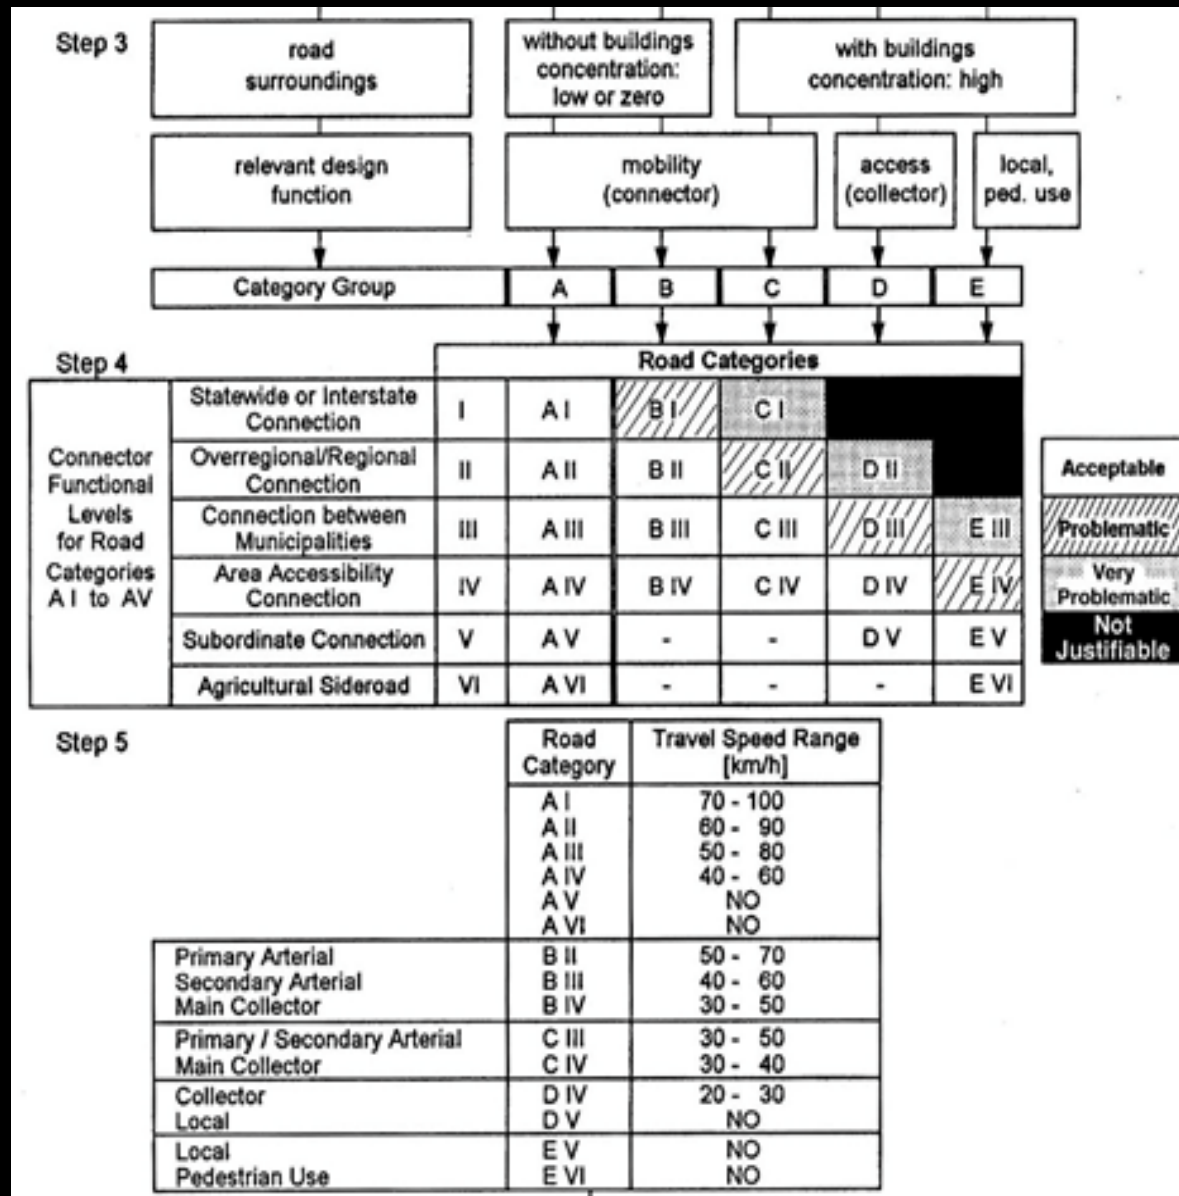 Step 3
road
surroundings
without buildings
concentration:
low or zero
with buildings
concentration: high
relevant design
function
mobility
(connector)
access
(collector)
local,
ped. use
Category Group A B C D E
Step 4
Road Categories
Connector
Functional
Levels
for Road
Categories
A I to AV
Statewide or Interstate
Connection
I A I B I C I
Overregional/Regional
Connection
II A II B II C II D II
Connection between
Municipalities
III A III B III C III D III E III
Area Accessibility
Connection
IV A IV B IV C IV D IV E IV
Subordinate Connection V A V - - D V E V
Agricultural Sideroad VI A VI - - - E VI
Acceptable
Problematic
Very
Problematic
Not
Justifiable
Step 5
Road
Category
Travel Speed Range
[km/h]
A I 70 - 100
A II 60 - 90
A III 50 - 80
A IV 40 - 60
A V NO
A VI NO
Primary Arterial B II 50 - 70
Secondary Arterial B III 40 - 60
Main Collector B IV 30 - 50
Primary / Secondary Arterial C III 30 - 50
Main Collector C IV 30 - 40
Collector D IV 20 - 30
Local D V NO
Local E V NO
Pedestrian Use E VI NO